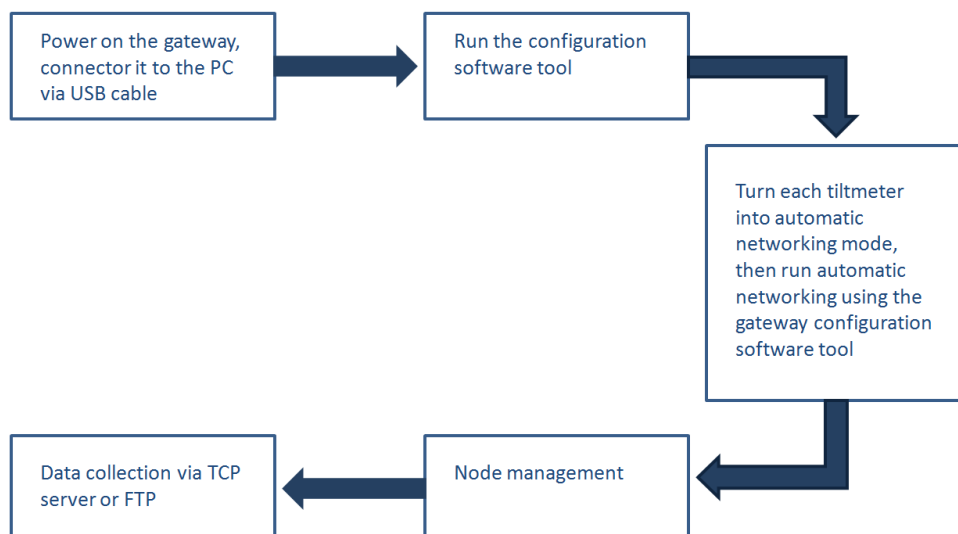 Power on the gateway,
connector it to the PC
via USB cable
Run the configuration
software tool
Turn each tiltmeter
into automatic
networking mode,
then run automatic
networking using the
gateway configuration
software tool
Node management
Data collection via TCP
server or FTP